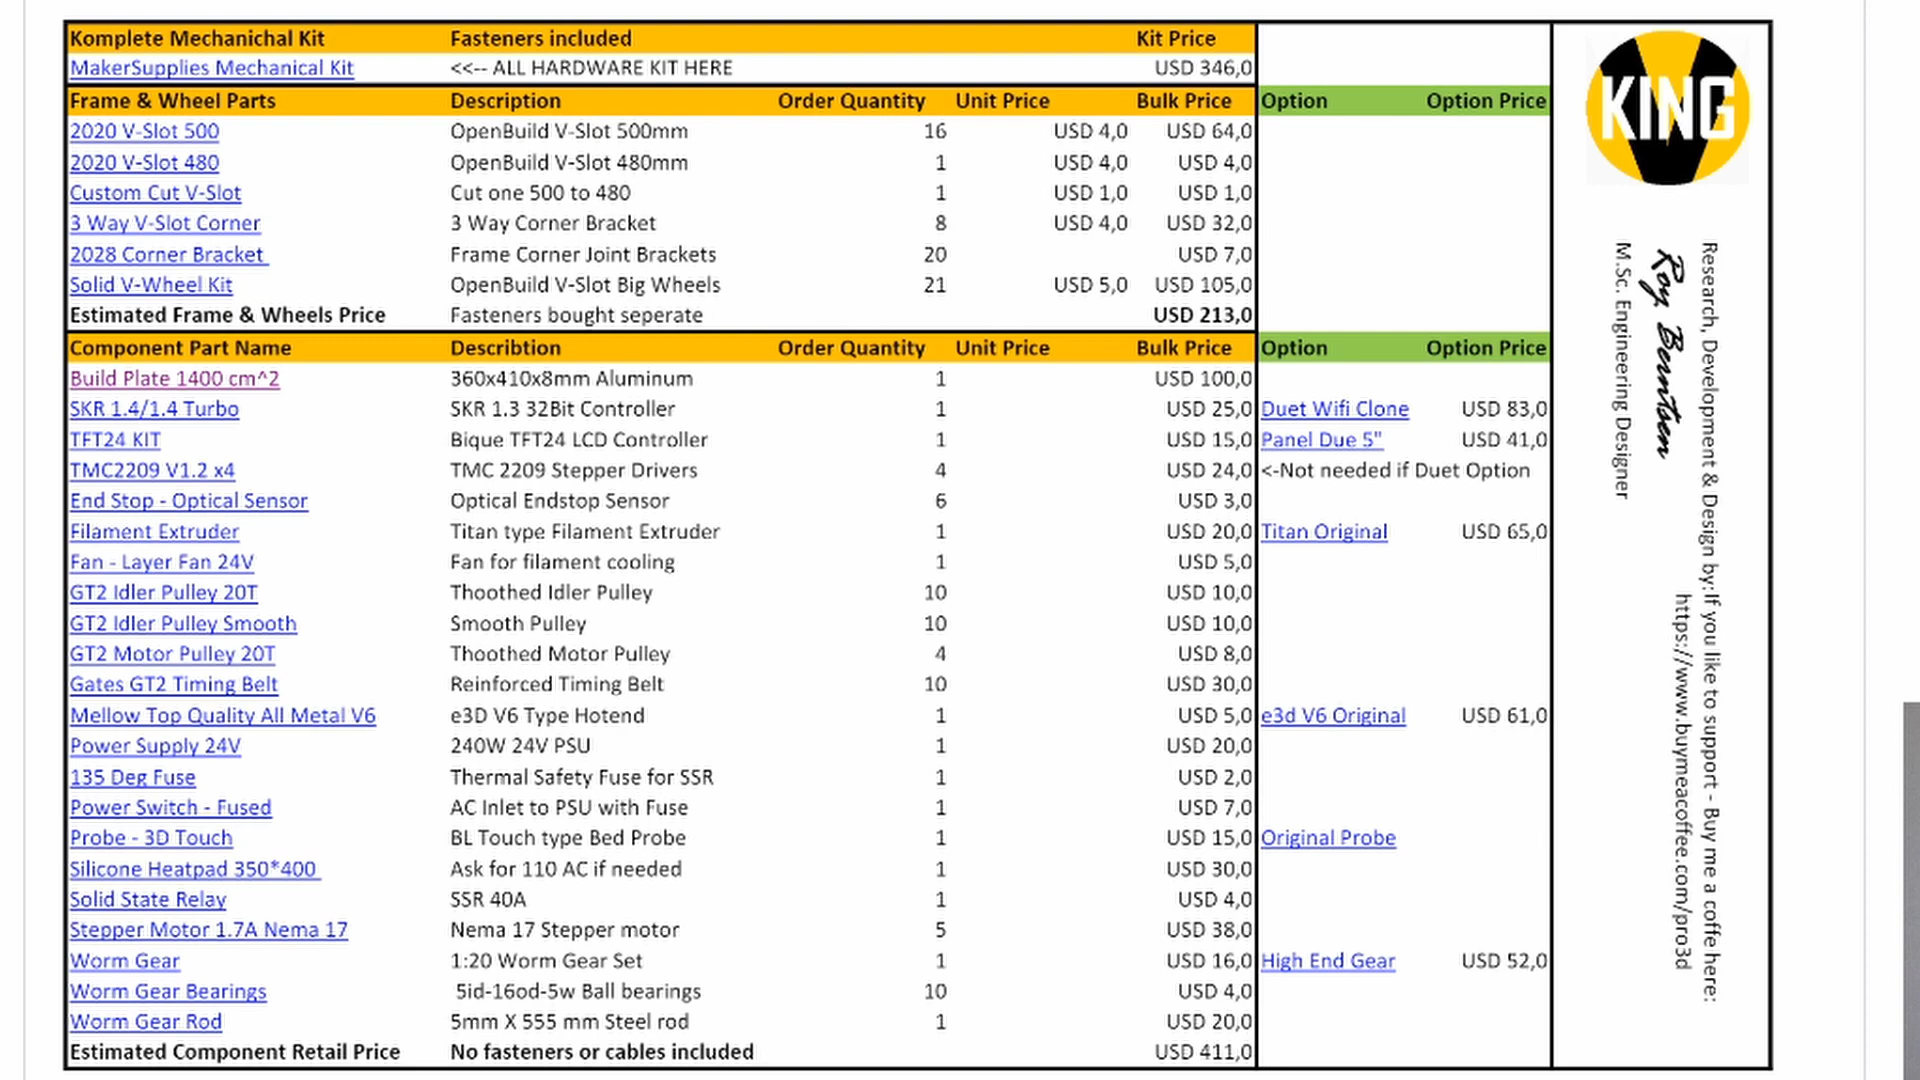 Komplete Mechanichal Kit Fasteners included Kit Price
MakerSupplies Mechanical Kit <<-- ALL HARDWARE KIT HERE USD 346,0
Frame & Wheel Parts Description Order Quantity Unit Price Bulk Price Option Option Price
2020 V-Slot 500 OpenBuild V-Slot 500mm 16 USD 4,0 USD 64,0
2020 V-Slot 480 OpenBuild V-Slot 480mm 1 USD 4,0 USD 4,0
Custom Cut V-Slot Cut one 500 to 480 1 USD 1,0 USD 1,0
3 Way V-Slot Corner 3 Way Corner Bracket 8 USD 4,0 USD 32,0
2028 Corner Bracket Frame Corner Joint Brackets 20 USD 7,0
Solid V-Wheel Kit OpenBuild V-Slot Big Wheels 21 USD 5,0 USD 105,0
Estimated Frame & Wheels Price Fasteners bought seperate USD 213,0
Component Part Name Describtion Order Quantity Unit Price Bulk Price Option Option Price
Build Plate 1400 cm^2 360x410x8mm Aluminum 1 USD 100,0
SKR 1.4/1.4 Turbo SKR 1.3 32Bit Controller 1 USD 25,0 Duet Wifi Clone USD 83,0
TFT24 KIT Bique TFT24 LCD Controller 1 USD 15,0 Panel Due 5" USD 41,0
TMC2209 V1.2 x4 TMC 2209 Stepper Drivers 4 USD 24,0 <-Not needed if Duet Option
End Stop - Optical Sensor Optical Endstop Sensor 6 USD 3,0
Filament Extruder Titan type Filament Extruder 1 USD 20,0 Titan Original USD 65,0
Fan - Layer Fan 24V Fan for filament cooling 1 USD 5,0
GT2 Idler Pulley 20T Thoothed Idler Pulley 10 USD 10,0
GT2 Idler Pulley Smooth Smooth Pulley 10 USD 10,0
GT2 Motor Pulley 20T Thoothed Motor Pulley 4 USD 8,0
Gates GT2 Timing Belt Reinforced Timing Belt 10 USD 30,0
Mellow Top Quality All Metal V6 e3D V6 Type Hotend 1 USD 5,0 e3d V6 Original USD 61,0
Power Supply 24V 240W 24V PSU 1 USD 20,0
135 Deg Fuse Thermal Safety Fuse for SSR 1 USD 2,0
Power Switch - Fused AC Inlet to PSU with Fuse 1 USD 7,0
Probe - 3D Touch BL Touch type Bed Probe 1 USD 15,0 Original Probe
Silicone Heatpad 350*400 Ask for 110 AC if needed 1 USD 30,0
Solid State Relay SSR 40A 1 USD 4,0
Stepper Motor 1.7A Nema 17 Nema 17 Stepper motor 5 USD 38,0
Worm Gear 1:20 Worm Gear Set 1 USD 16,0 High End Gear USD 52,0
Worm Gear Bearings 5id-16od-5w Ball bearings 10 USD 4,0
Worm Gear Rod 5mm X 555 mm Steel rod 1 USD 20,0
Estimated Component Retail Price No fasteners or cables included USD 411,0
KING
Research, Development & Design by:
Roy Berntsen
M.Sc. Engineering Designer
If you like to support - Buy me a coffe here:
https://www.buymeacoffee.com/pro3d